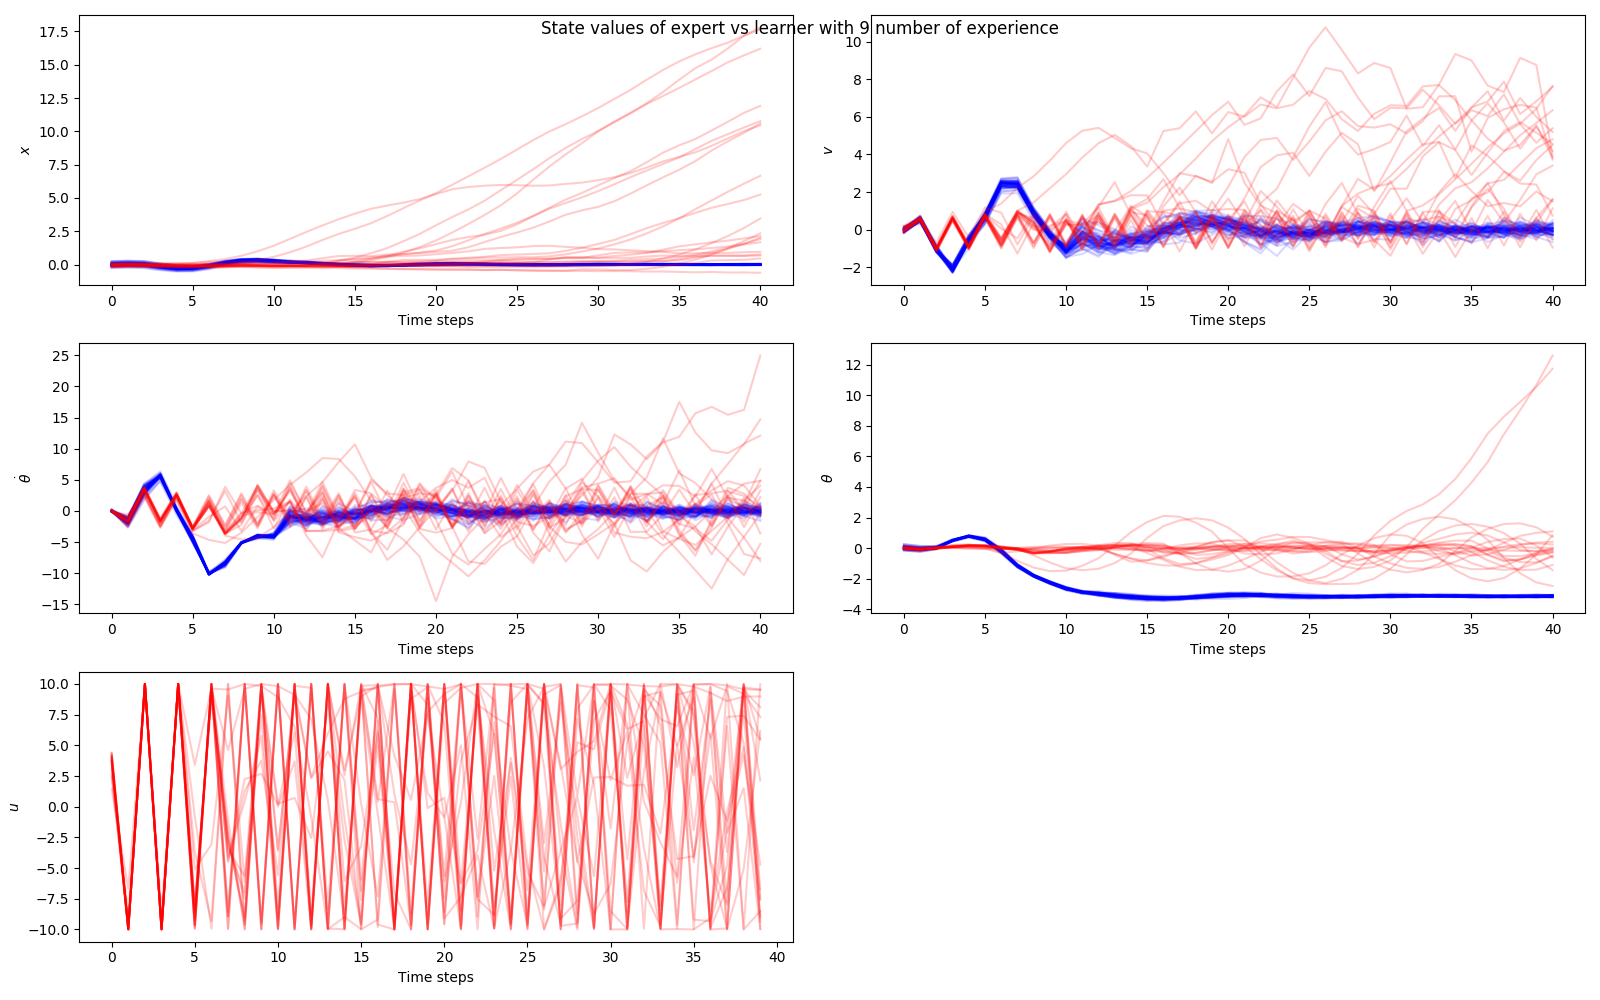 State values of expert vs learner with 9 number of experience
17.5
15.0
12.5
10.0
7.5
5.0
2.5
0.0
x
0 5 10 15 20 25 30 35 40
Time steps
10
8
6
4
2
0
−2
v
0 5 10 15 20 25 30 35 40
Time steps
25
20
15
10
5
0
−5
−10
−15
θ̇
0 5 10 15 20 25 30 35 40
Time steps
12
10
8
6
4
2
0
−2
−4
θ
0 5 10 15 20 25 30 35 40
Time steps
10.0
7.5
5.0
2.5
0.0
−2.5
−5.0
−7.5
−10.0
u
0 5 10 15 20 25 30 35 40
Time steps